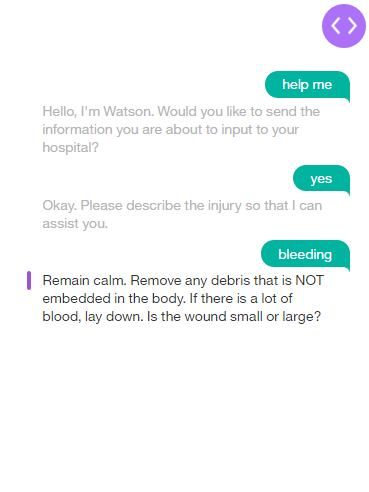 help me
Hello, I'm Watson. Would you like to send the
information you are about to input to your
hospital?
yes
Okay. Please describe the injury so that I can
assist you.
bleeding
Remain calm. Remove any debris that is NOT
embedded in the body. If there is a lot of
blood, lay down. Is the wound small or large?